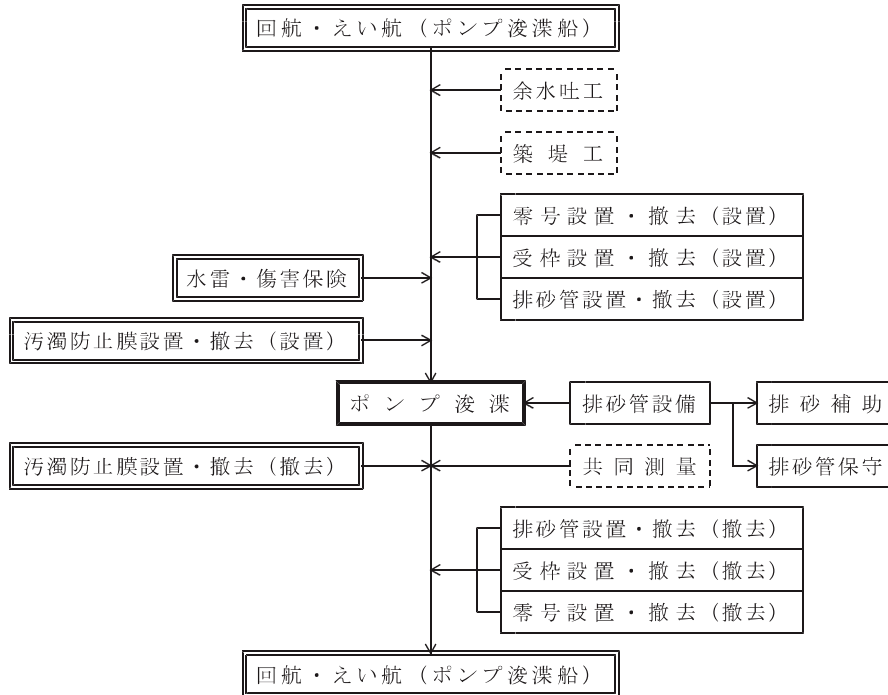 回航・えい航（ポンプ浚渫船）
余水吐工
築堤工
零号設置・撤去（設置）
受枠設置・撤去（設置）
水雷・傷害保険
排砂管設置・撤去（設置）
汚濁防止膜設置・撤去（設置）
ポンプ浚渫
排砂管設備
排砂補助
汚濁防止膜設置・撤去（撤去）
共同測量
排砂管保守
排砂管設置・撤去（撤去）
受枠設置・撤去（撤去）
零号設置・撤去（撤去）
回航・えい航（ポンプ浚渫船）